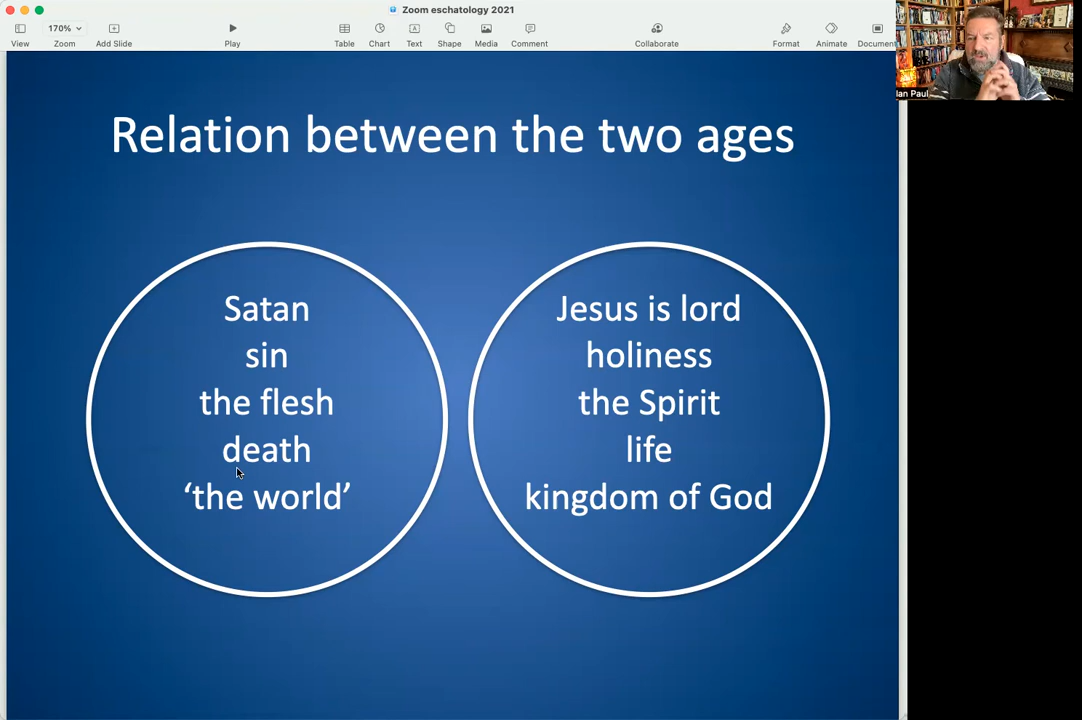 Zoom eschatology 2021
170%
View
Zoom
Add Slide
Play
Table
Chart
Text
Shape
Media
Comment
Collaborate
Format
Animate
Document
Ian Paul
Relation between the two ages
Satan
sin
the flesh
death
‘the world’
Jesus is lord
holiness
the Spirit
life
kingdom of God